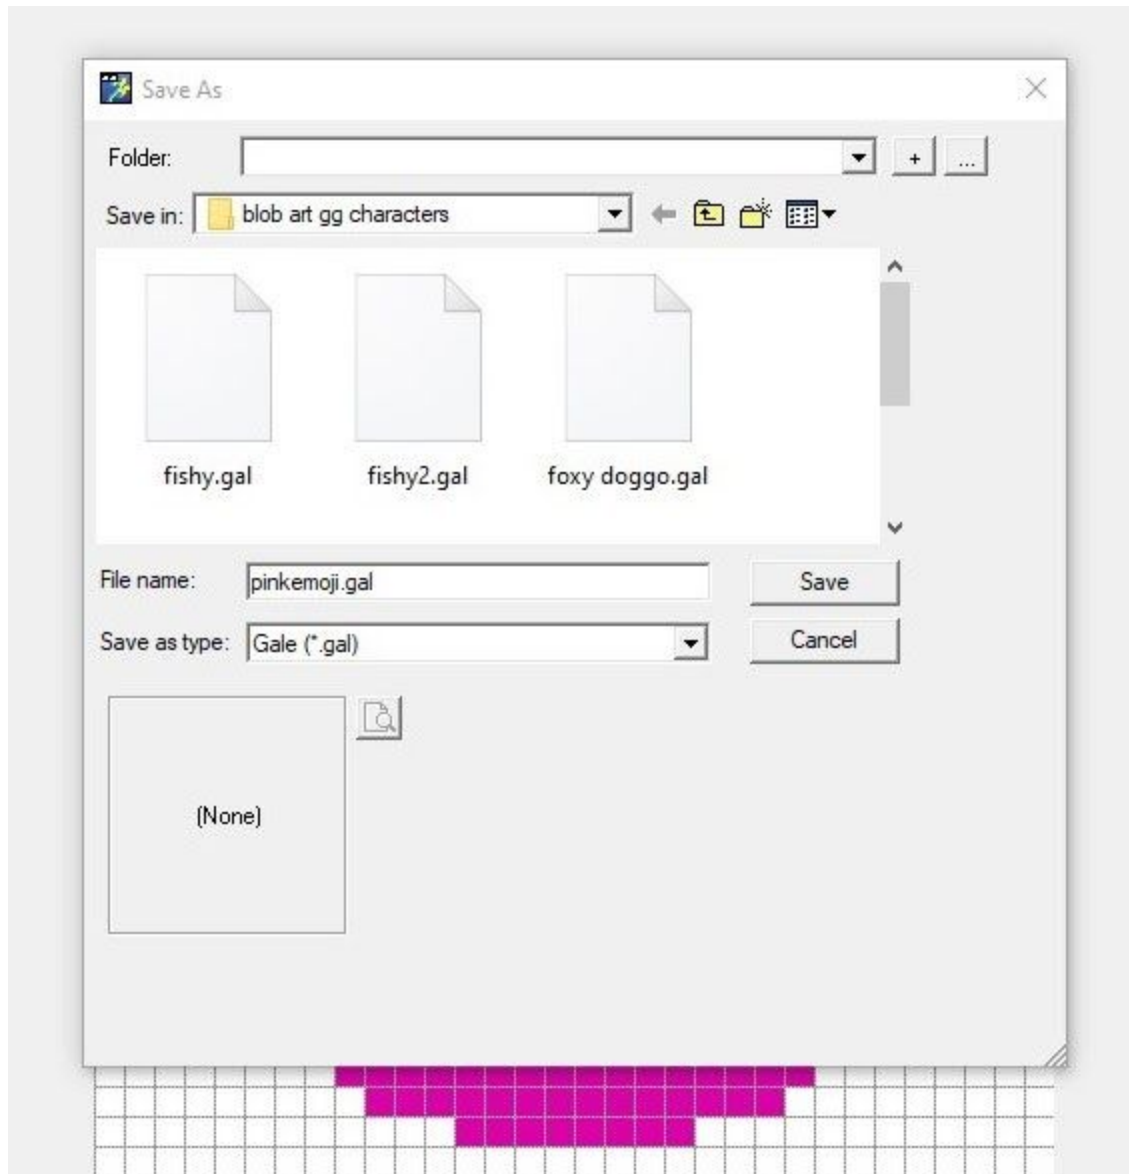 Save As
Folder:
+
...
Save in: blob art gg characters
fishy.gal
fishy2.gal
foxy doggo.gal
File name: pinkemoji.gal
Save
Save as type: Gale (*.gal)
Cancel
(None)